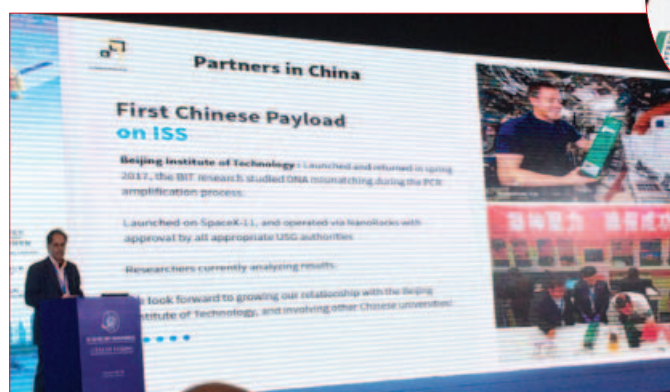 Partners in China
First Chinese Payload
on ISS
Beijing Institute of Technology: Launched and returned in spring
2017, the BIT research studied DNA mismatching during the PCR
amplification process.
Launched on SpaceX-11, and operated via NanoRacks with
approval by all appropriate USG authorities
Researchers currently analyzing results.
look forward to growing our relationship with the Beijing
Institute of Technology, and involving other Chinese universities!